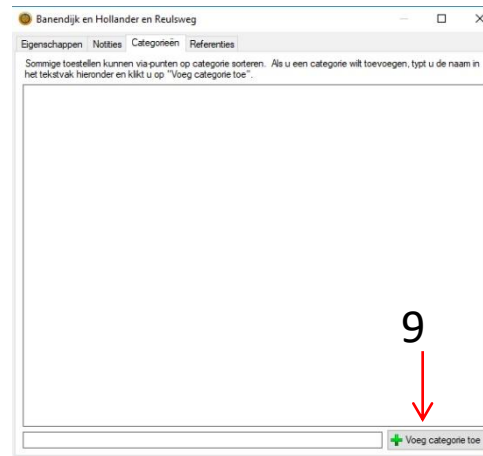 Banendijk en Hollander en Reulsweg
Eigenschappen Notities Categorieën Referenties
Sommige toestellen kunnen via-punten op categorie sorteren. Als u een categorie wilt toevoegen, typt u de naam in
het tekstvak hieronder en klikt u op "Voeg categorie toe".
9
Voeg categorie toe